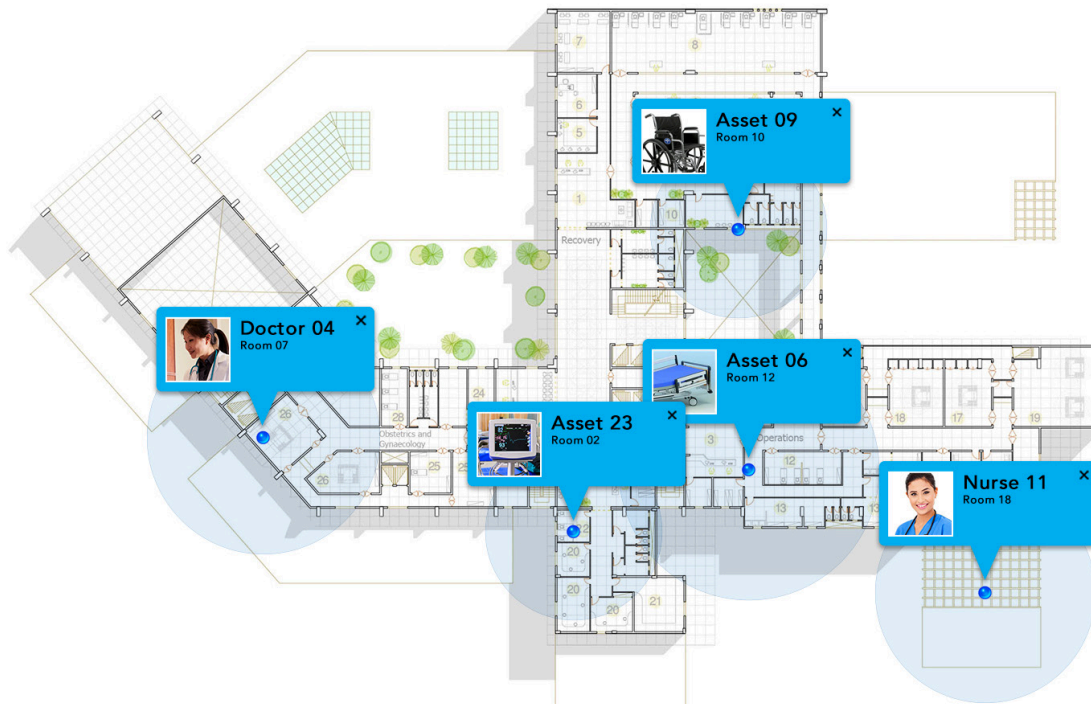 7
8
6
5
Asset 09
Room 10
1
10
Recovery
Doctor 04
Room 07
Asset 06
Room 12
28
24
26
Obstetrics and
Gynaecology
Asset 23
Room 02
3
Operations
18
17
19
26
25
12
Nurse 11
Room 18
13
13
20
20
20
21